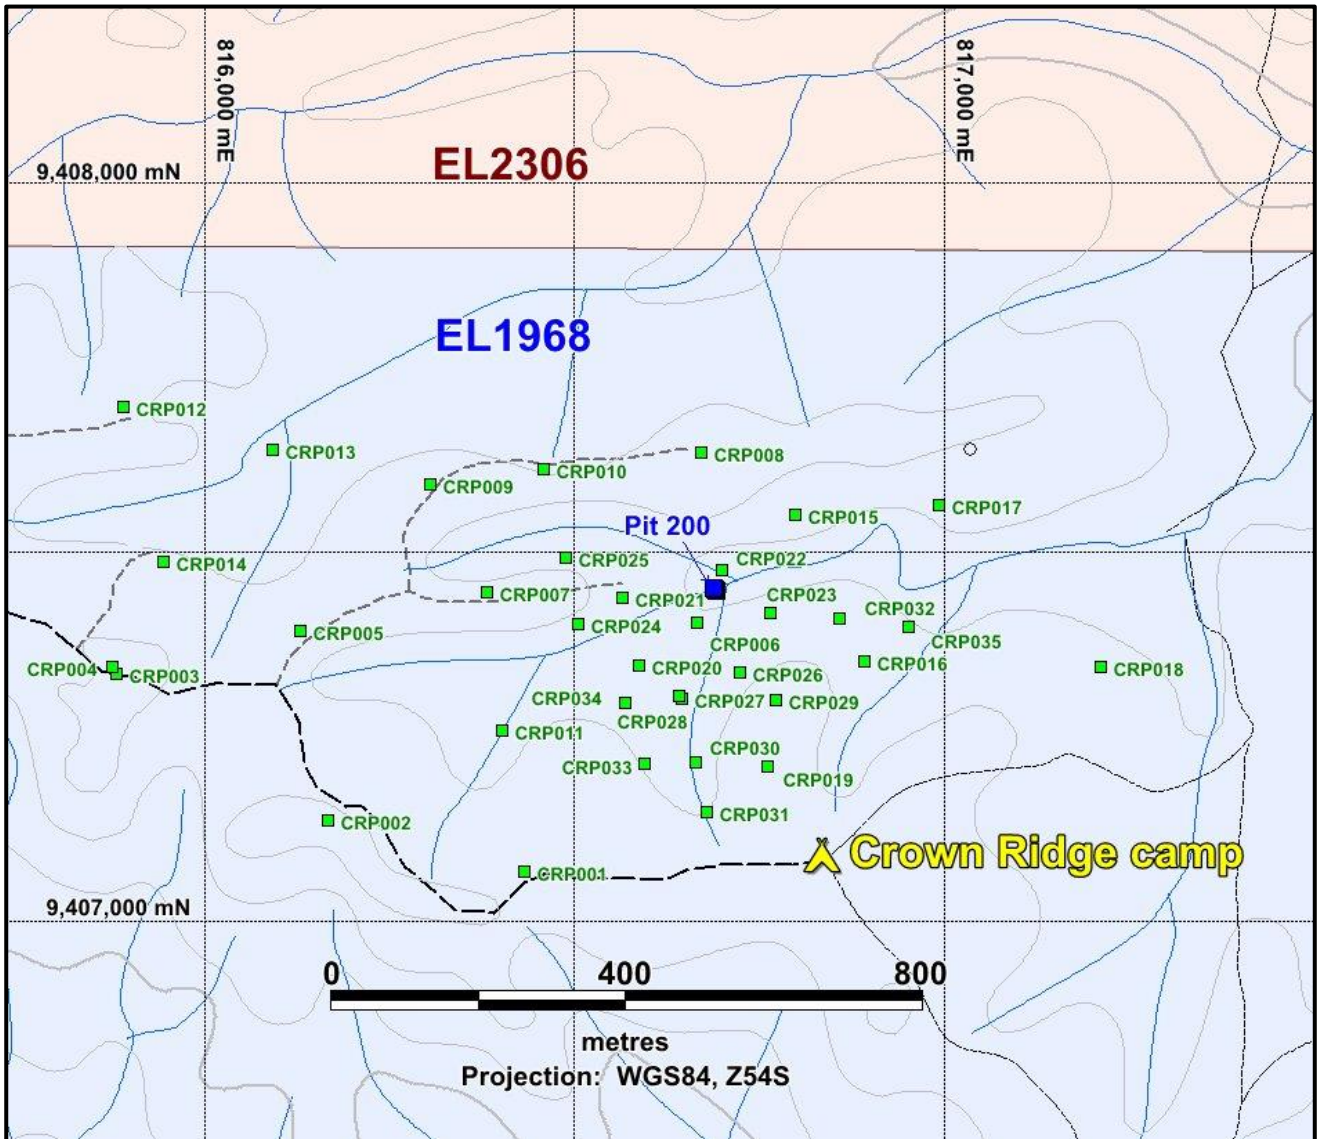 816,000 mE
817,000 mE
EL2306
9,408,000 mN
EL1968
CRP012
CRP013
CRP010
CRP008
CRP009
CRP017
CRP015
Pit 200
CRP025
CRP022
CRP014
CRP007
CRP021
CRP023
CRP032
CRP024
CRP005
CRP006
CRP035
CRP004
CRP003
CRP020
CRP026
CRP016
CRP018
CRP034
CRP027
CRP029
CRP028
CRP011
CRP030
CRP033
CRP019
CRP031
CRP002
Crown Ridge camp
CRP001
9,407,000 mN
0 400 800
metres
Projection: WGS84, Z54S